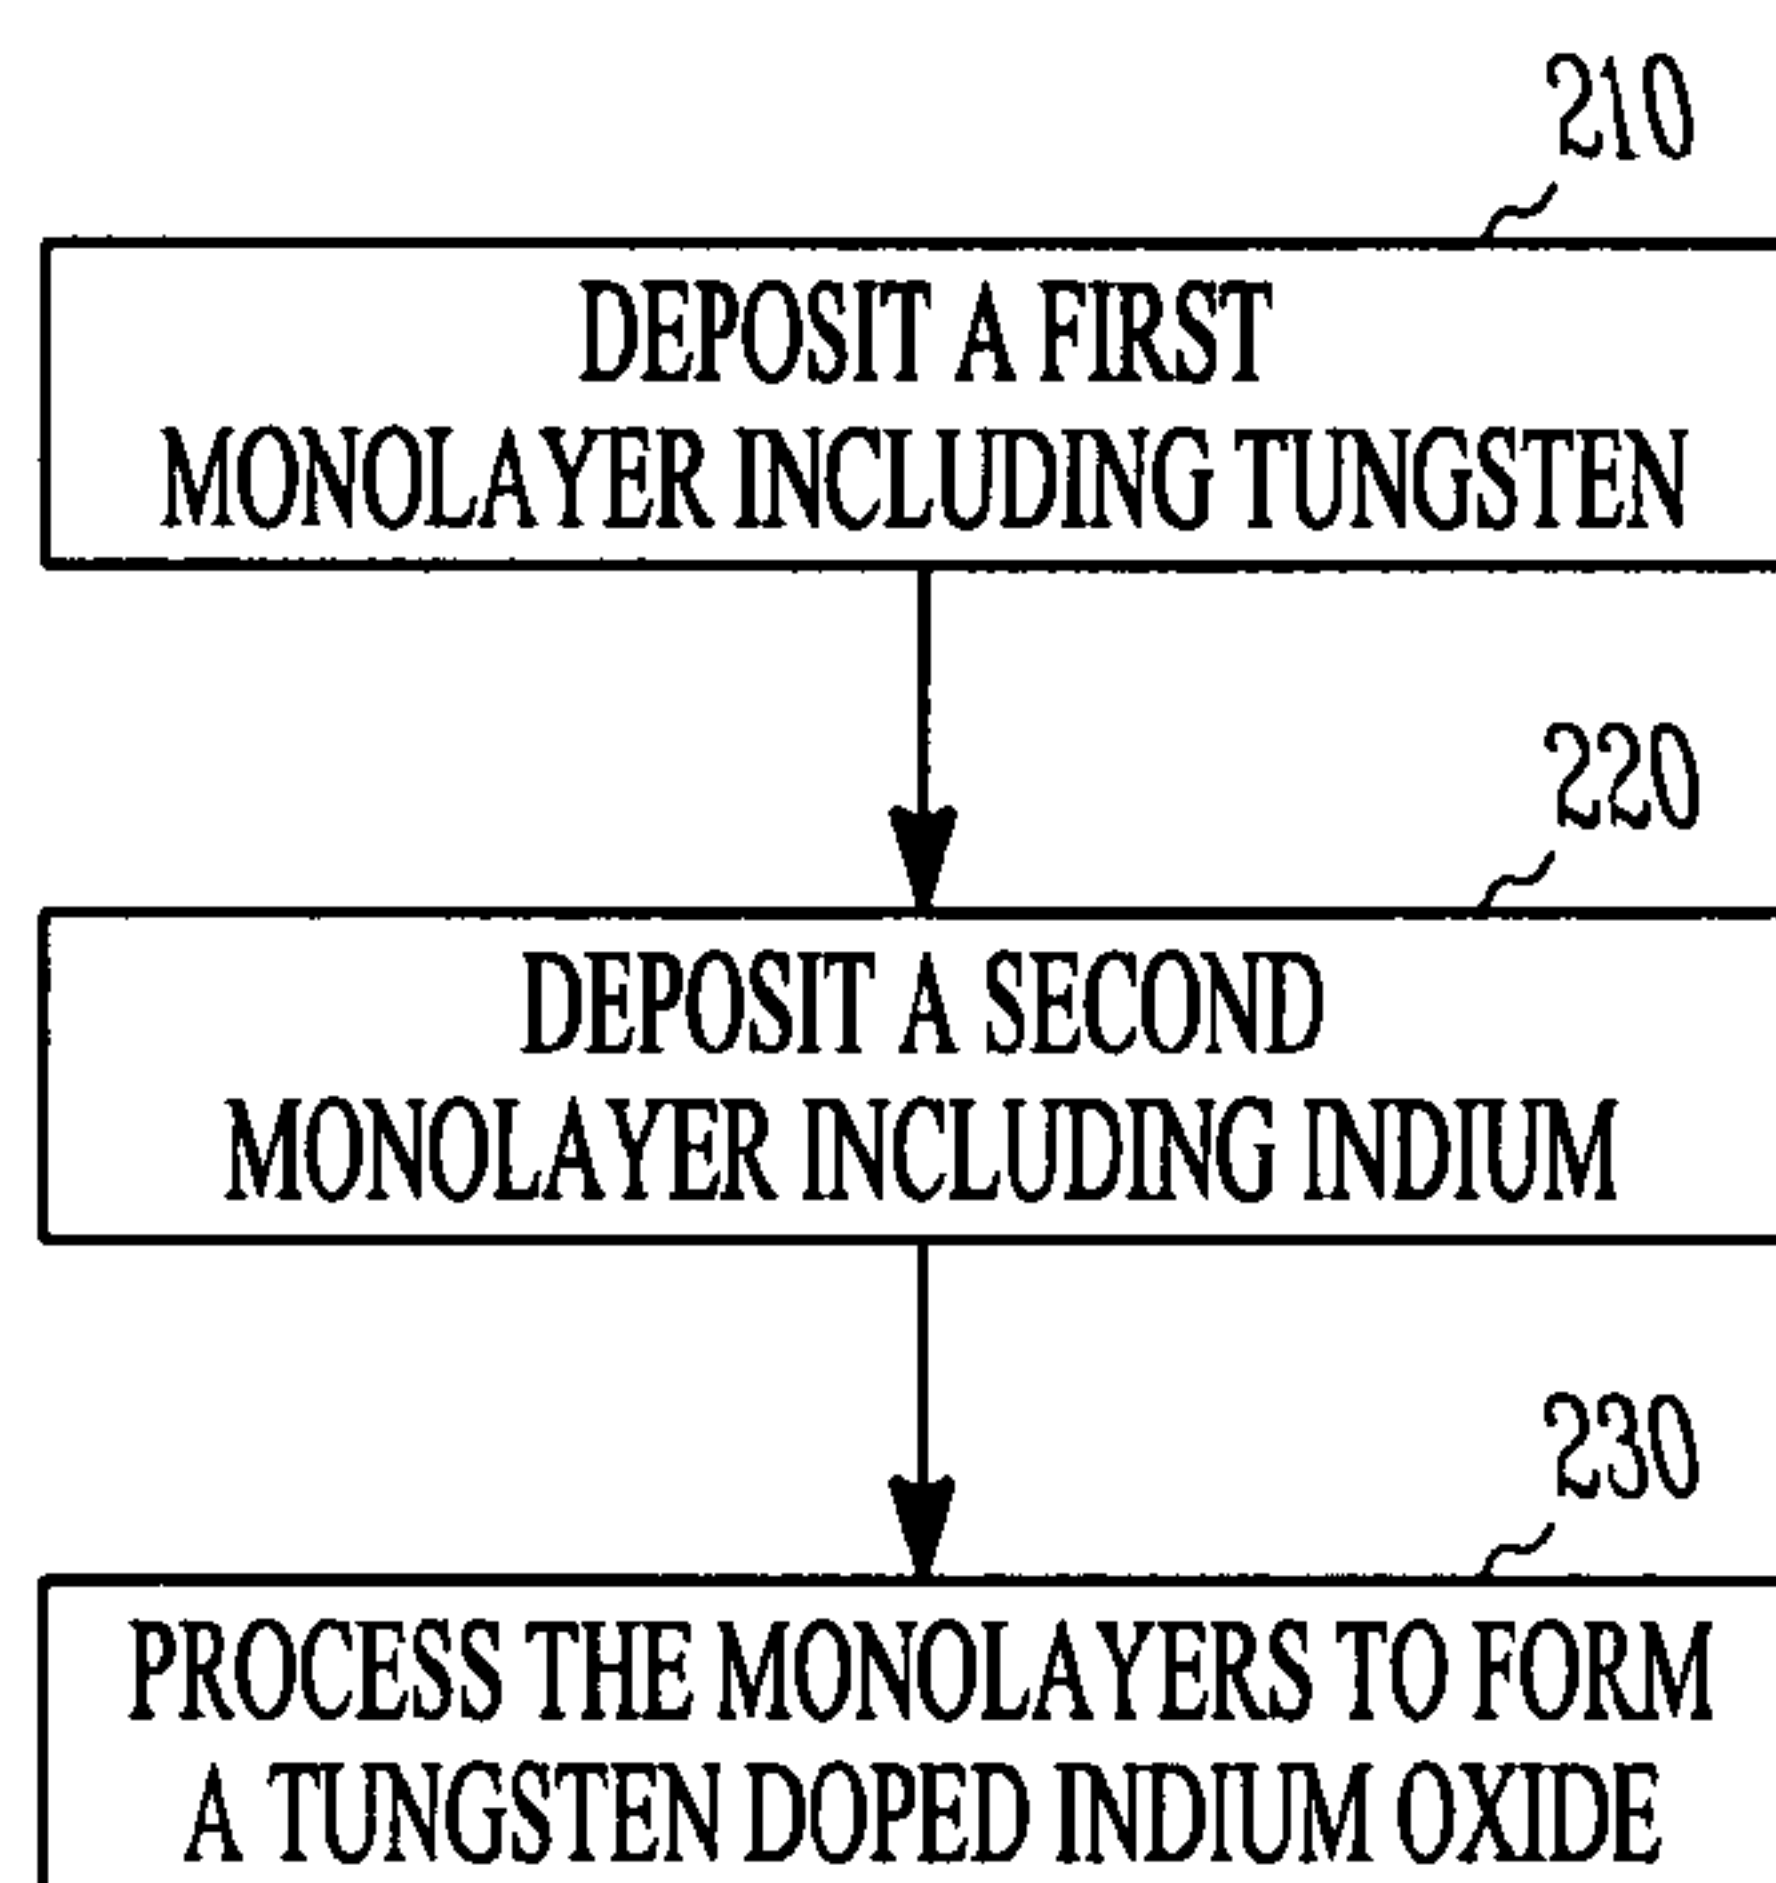 210
DEPOSIT A FIRST
MONOLAYER INCLUDING TUNGSTEN
220
DEPOSIT A SECOND
MONOLAYER INCLUDING INDIUM
230
PROCESS THE MONOLAYERS TO FORM
A TUNGSTEN DOPED INDIUM OXIDE